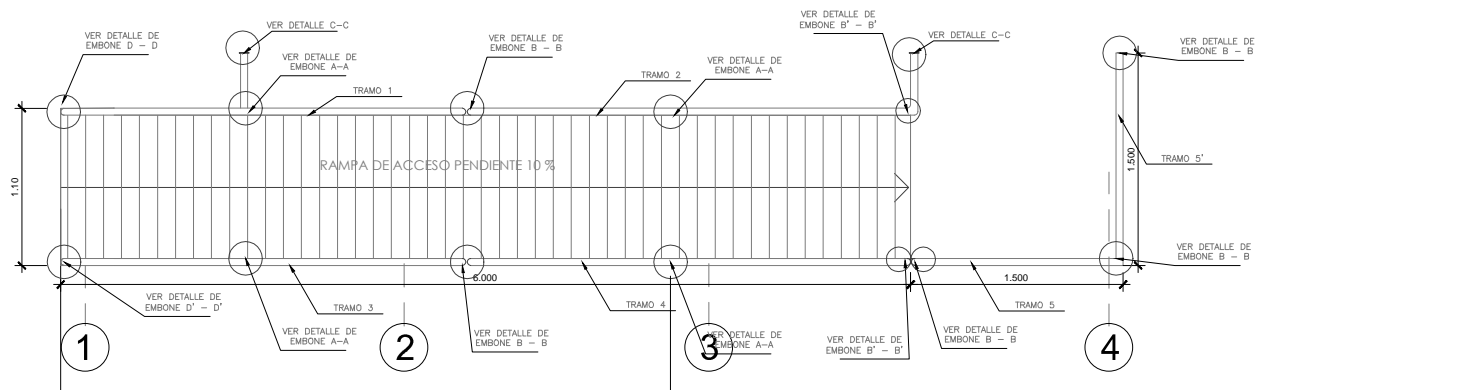 VER DETALLE DE
EMBONE D - D
VER DETALLE C-C
VER DETALLE DE
EMBONE A-A
VER DETALLE DE
EMBONE B - B
TRAMO 1
TRAMO 2
VER DETALLE DE
EMBONE A-A
VER DETALLE DE
EMBONE B' - B'
VER DETALLE C-C
VER DETALLE DE
EMBONE B - B
RAMPA DE ACCESO PENDIENTE 10 %
1.10
1.500
TRAMO 5'
VER DETALLE DE
EMBONE B - B
6.000
1.500
VER DETALLE DE
EMBONE D' - D'
TRAMO 3
TRAMO 4
TRAMO 5
VER DETALLE DE
EMBONE A-A
VER DETALLE DE
EMBONE B - B
VER DETALLE DE
EMBONE A-A
VER DETALLE DE
EMBONE B' - B'
VER DETALLE DE
EMBONE B - B
1
2
3
4